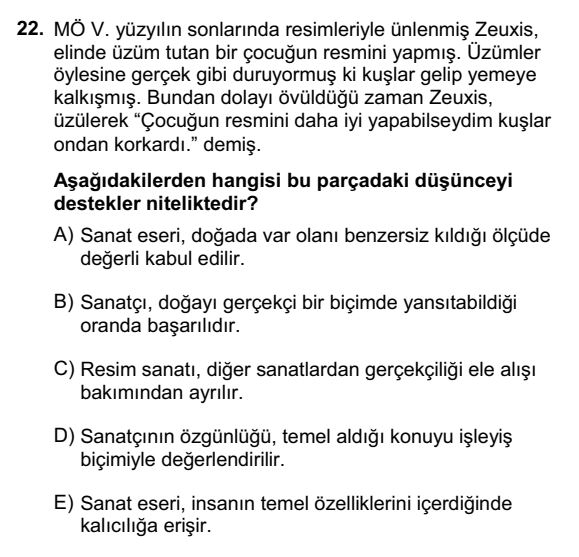 22. MÖ V. yüzyılın sonlarında resimleriyle ünlenmiş Zeuxis,
elinde üzüm tutan bir çocuğun resmini yapmış. Üzümler
öylesine gerçek gibi duruyormuş ki kuşlar gelip yemeye
kalkışmış. Bundan dolayı övüldüğü zaman Zeuxis,
üzülerek “Çocuğun resmini daha iyi yapabilseydim kuşlar
ondan korkardı.” demiş.
Aşağıdakilerden hangisi bu parçadaki düşünceyi
destekler niteliktedir?
A) Sanat eseri, doğada var olanı benzersiz kıldığı ölçüde
değerli kabul edilir.
B) Sanatçı, doğayı gerçekçi bir biçimde yansıtabildiği
oranda başarılıdır.
C) Resim sanatı, diğer sanatlardan gerçekçiliği ele alışı
bakımından ayrılır.
D) Sanatçının özgünlüğü, temel aldığı konuyu işleyiş
biçimiyle değerlendirilir.
E) Sanat eseri, insanın temel özelliklerini içerdiğinde
kalıcılığa erişir.